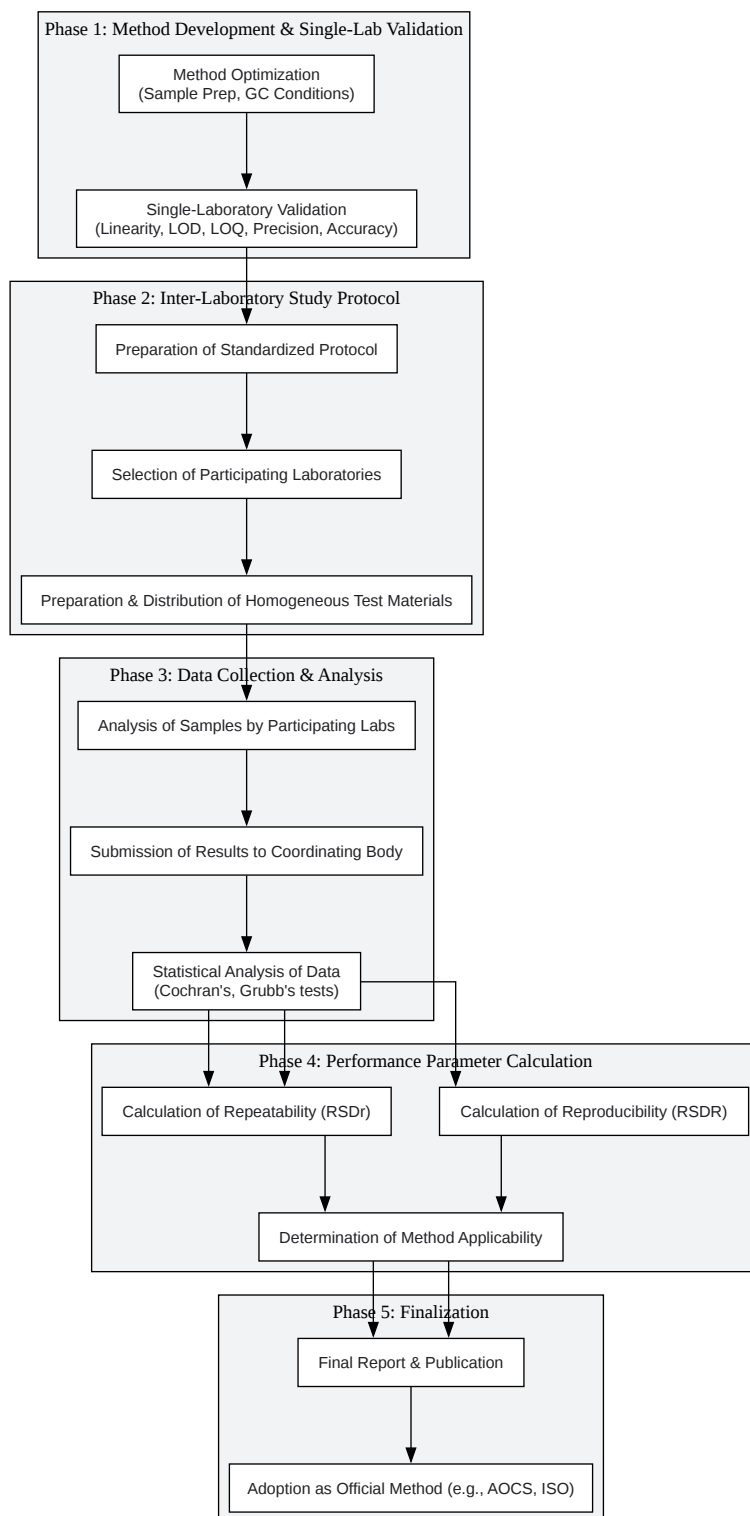 Phase 1: Method Development & Single-Lab Validation
Method Optimization
(Sample Prep, GC Conditions)
Single-Laboratory Validation
(Linearity, LOD, LOQ, Precision, Accuracy)
Phase 2: Inter-Laboratory Study Protocol
Preparation of Standardized Protocol
Selection of Participating Laboratories
Preparation & Distribution of Homogeneous Test Materials
Phase 3: Data Collection & Analysis
Analysis of Samples by Participating Labs
Submission of Results to Coordinating Body
Statistical Analysis of Data
(Cochran's, Grubb's tests)
Phase 4: Performance Parameter Calculation
Calculation of Repeatability (RSDr)
Calculation of Reproducibility (RSDR)
Determination of Method Applicability
Phase 5: Finalization
Final Report & Publication
Adoption as Official Method (e.g., AOCS, ISO)